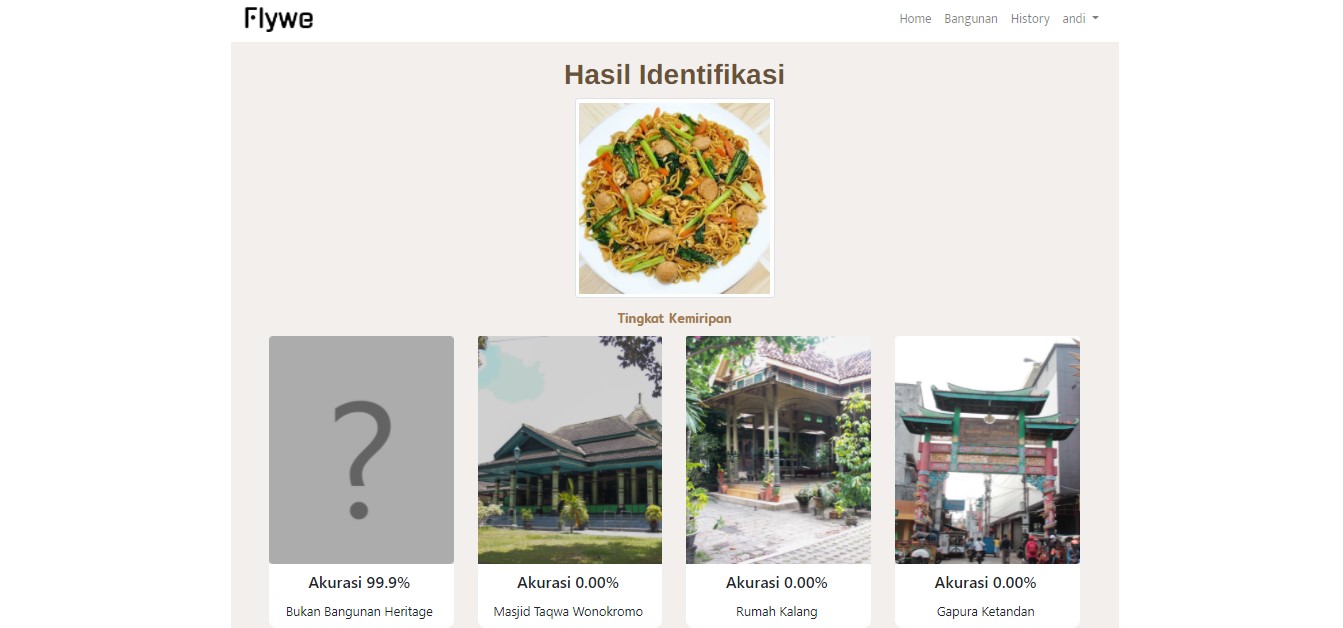 Flywe
Home Bangunan History andi
Hasil Identifikasi
Tingkat Kemiripan
?
Akurasi 99.9% Akurasi 0.00% Akurasi 0.00% Akurasi 0.00%
Bukan Bangunan Heritage Masjid Taqwa Wonokromo Rumah Kalang Gapura Ketandan